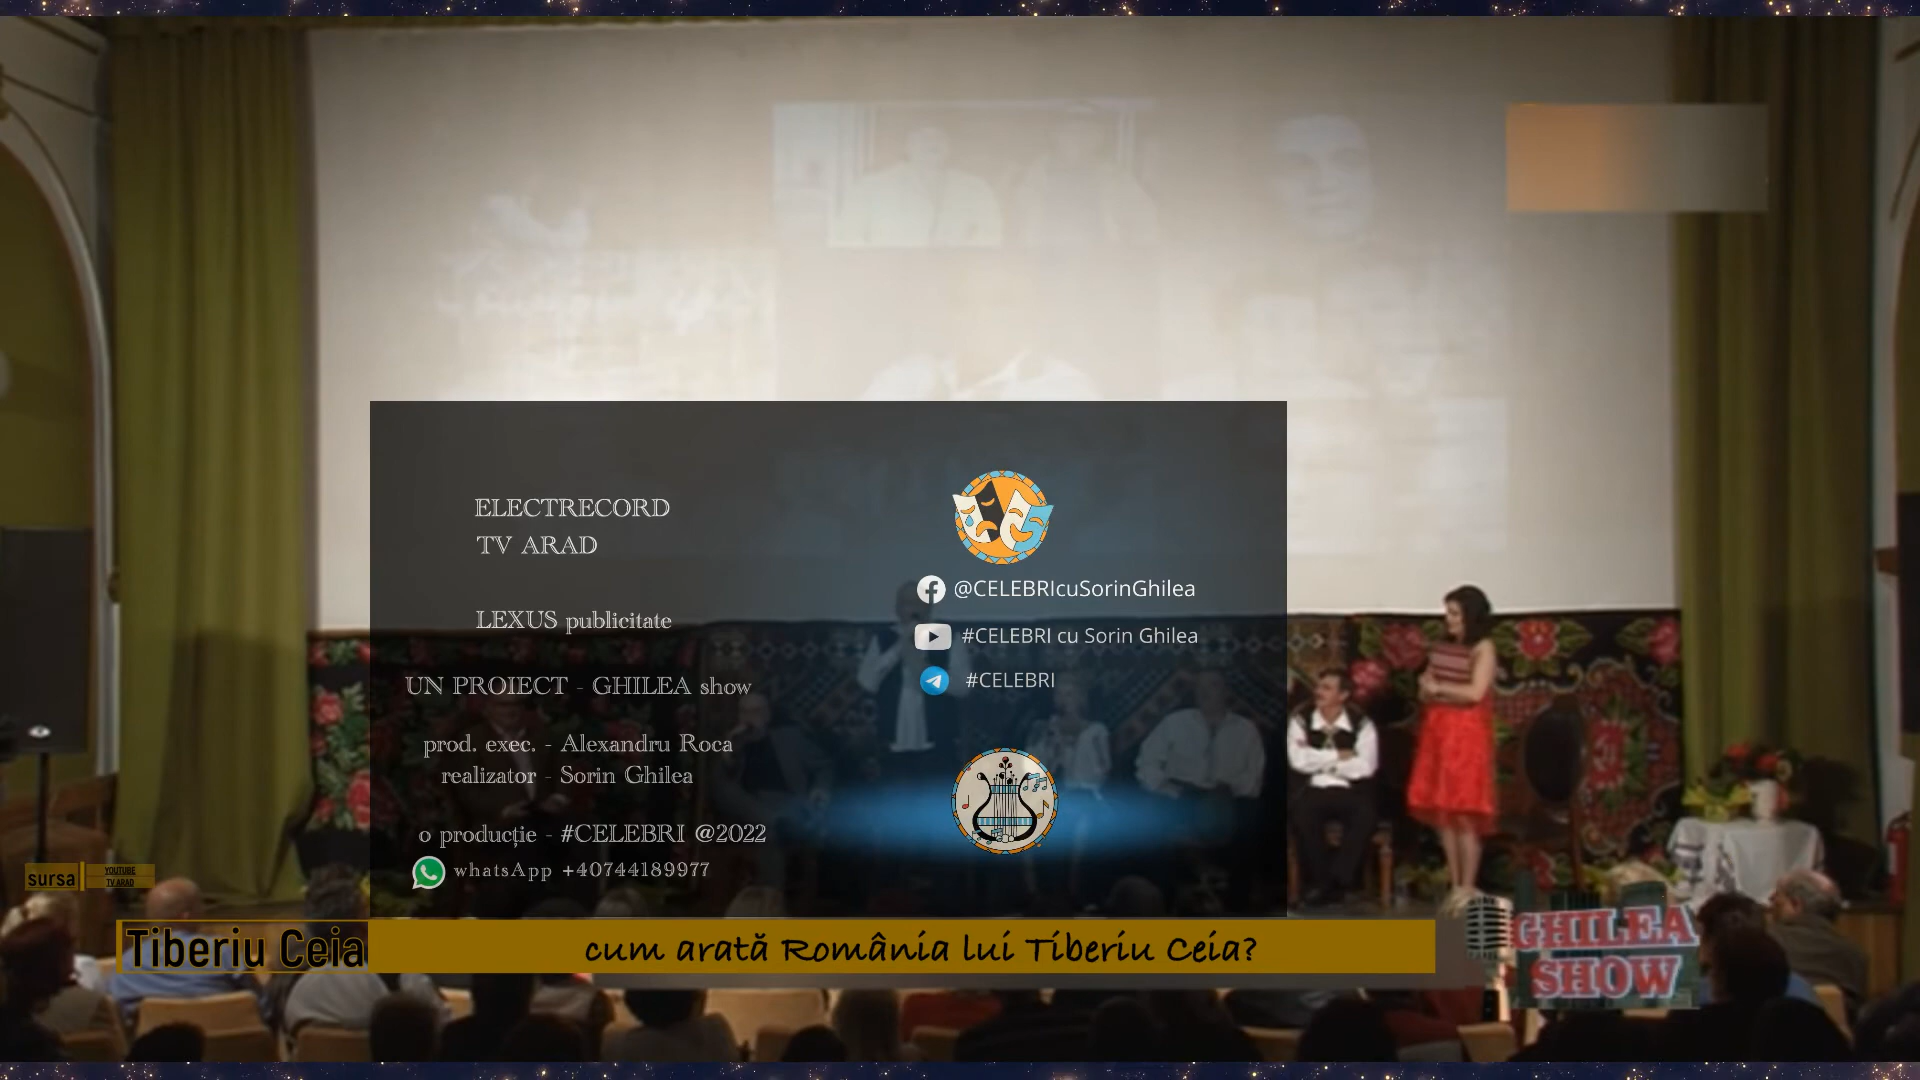 ELECTRECORD
TV ARAD
LEXUS publicitate
UN PROIECT - GHILEA show
prod. exec. - Alexandru Roca
realizator - Sorin Ghilea
o producție - #CELEBRI @2022
whatsApp +40744189977
@CELEBRIcuSorinGhilea
#CELEBRI cu Sorin Ghilea
#CELEBRI
sursa
YOUTUBE
TV ARAD
Tiberiu Ceia
cum arată România lui Tiberiu Ceia?
GHILEA
SHOW